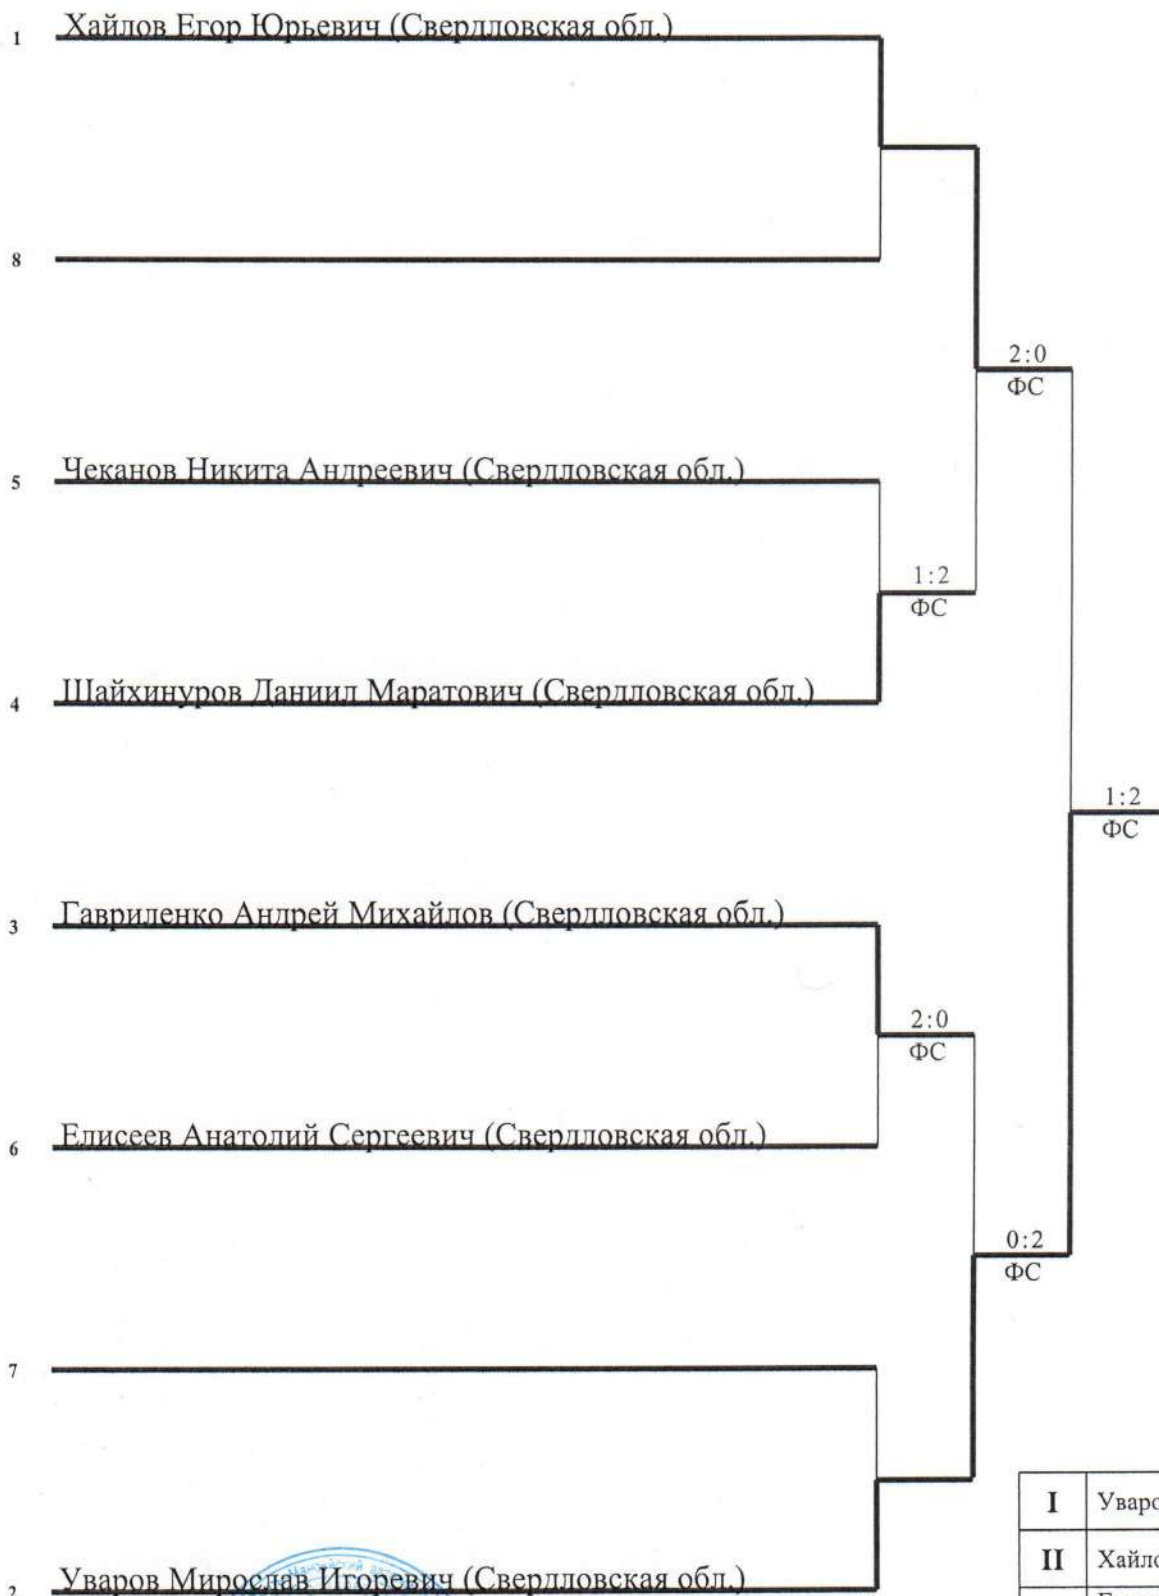 1 Хайлов Егор Юрьевич (Свердловская обл.)
8
2:0
ФС
5 Чеканов Никита Андреевич (Свердловская обл.)
1:2
ФС
4 Шайхинуров Даниил Маратович (Свердловская обл.)
1:2
ФС
3 Гавриленко Андрей Михайлов (Свердловская обл.)
2:0
ФС
6 Елисеев Анатолий Сергеевич (Свердловская обл.)
0:2
ФС
7
I Уваро
II Хайло
2 Уваров Мирослав Игоревич (Свердловская обл.)